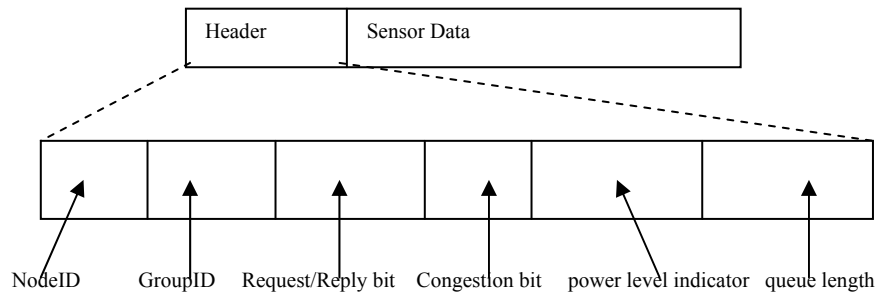 Header Sensor Data
NodeID GroupID Request/Reply bit Congestion bit power level indicator queue length